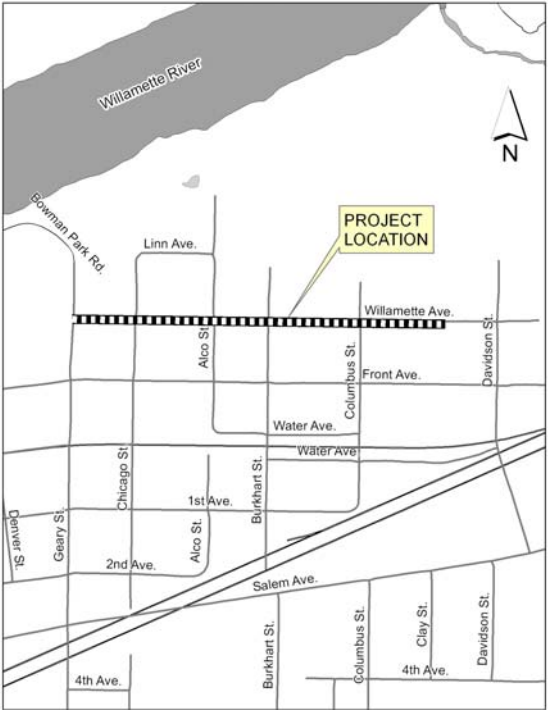 Willamette River
N
Bowman Park Rd.
PROJECT
LOCATION
Linn Ave.
Willamette Ave.
Alco St.
Columbus St.
Davidson St.
Front Ave.
Water Ave.
Water Ave.
Chicago St.
Burkhart St.
1st Ave.
Denver St.
Geary St.
Alco St.
2nd Ave.
Salem Ave.
Burkhart St.
Columbus St.
Clay St.
Davidson St.
4th Ave.
4th Ave.